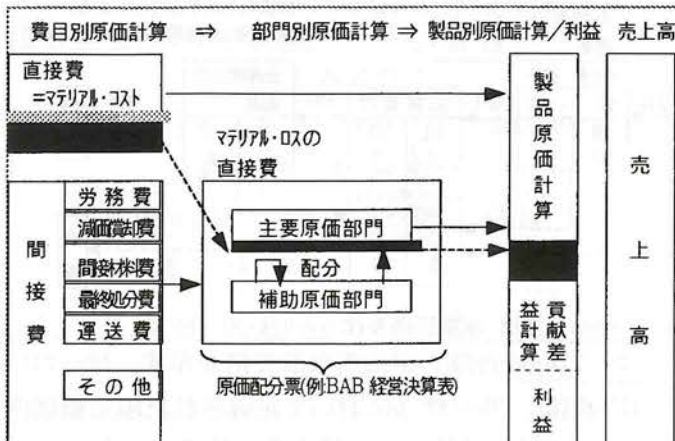 費目別原価計算 ⇒ 部門別原価計算 ⇒ 製品別原価計算/利益 売上高
直接費
=マテリアル・コスト
マテリアル・ロスの
直接費
間接費
労務費
減価償却費
間接材料費
最終処分費
運送費
その他
主要原価部門
配分
補助原価部門
原価配分票(例:BAB 経営決算表)
製品原価計算
貢献差
益計算
利益
売上高